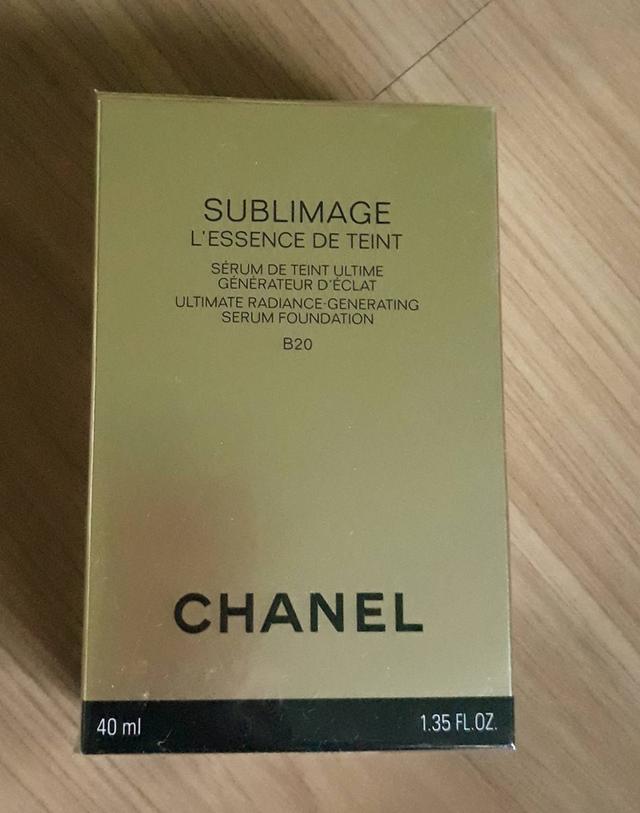 SUBLIMAGE
L'ESSENCE DE TEINT
SÉRUM DE TEINT ULTIME
GÉNÉRATEUR D'ÉCLAT
ULTIMATE RADIANCE-GENERATING
SERUM FOUNDATION
B20
CHANEL
40 ml 1.35 FL.OZ.